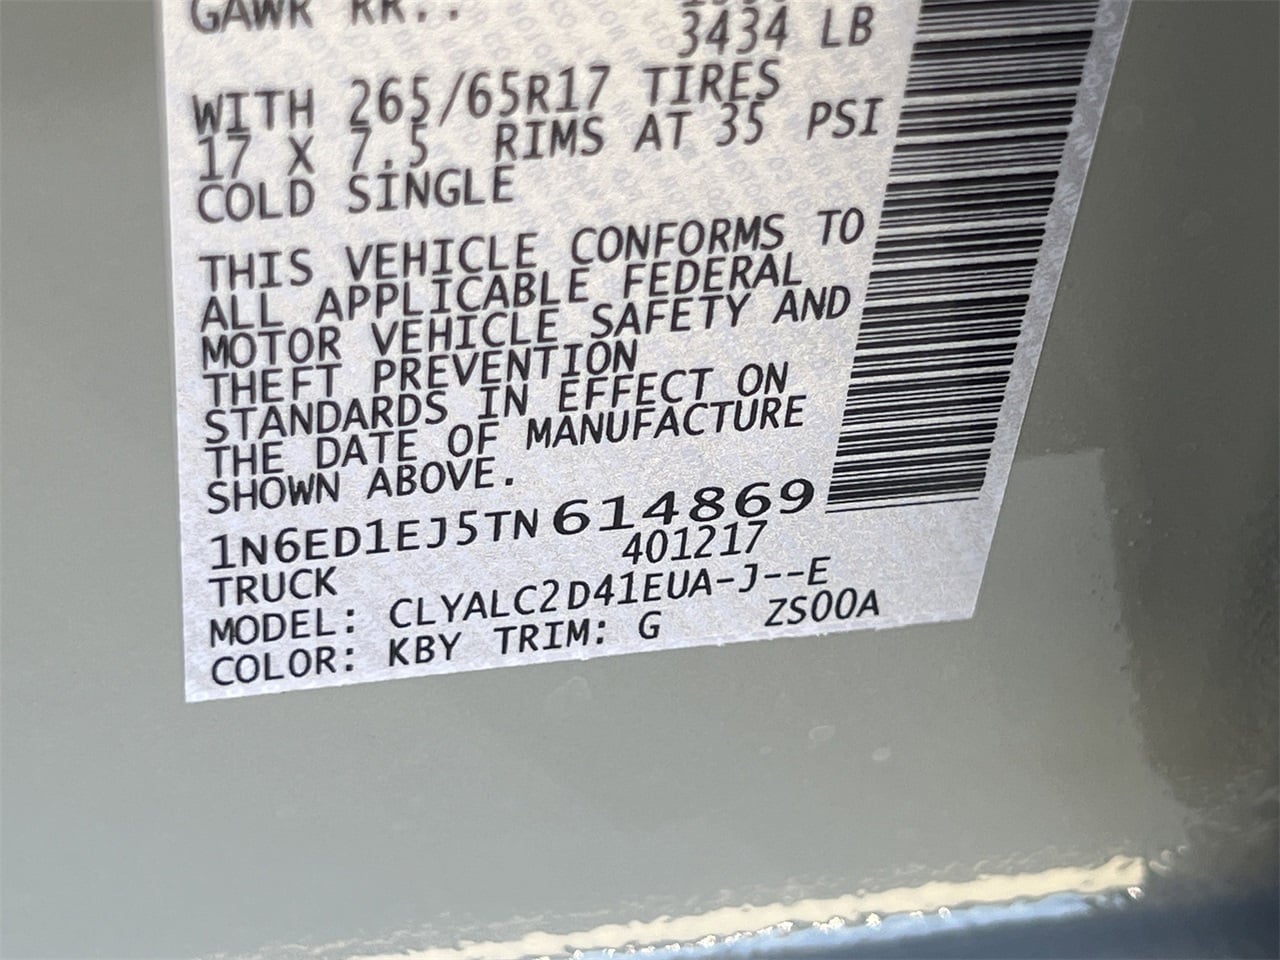 GAWR RR..
3434 LB
WITH 265/65R17 TIRES
17 X 7.5 RIMS AT 35 PSI
COLD SINGLE
THIS VEHICLE CONFORMS TO
ALL APPLICABLE FEDERAL
MOTOR VEHICLE SAFETY AND
THEFT PREVENTION
STANDARDS IN EFFECT ON
THE DATE OF MANUFACTURE
SHOWN ABOVE.
1N6ED1EJ5TN614869
TRUCK 401217
MODEL: CLYALC2D41EUA-J--E
COLOR: KBY TRIM: G ZS00A